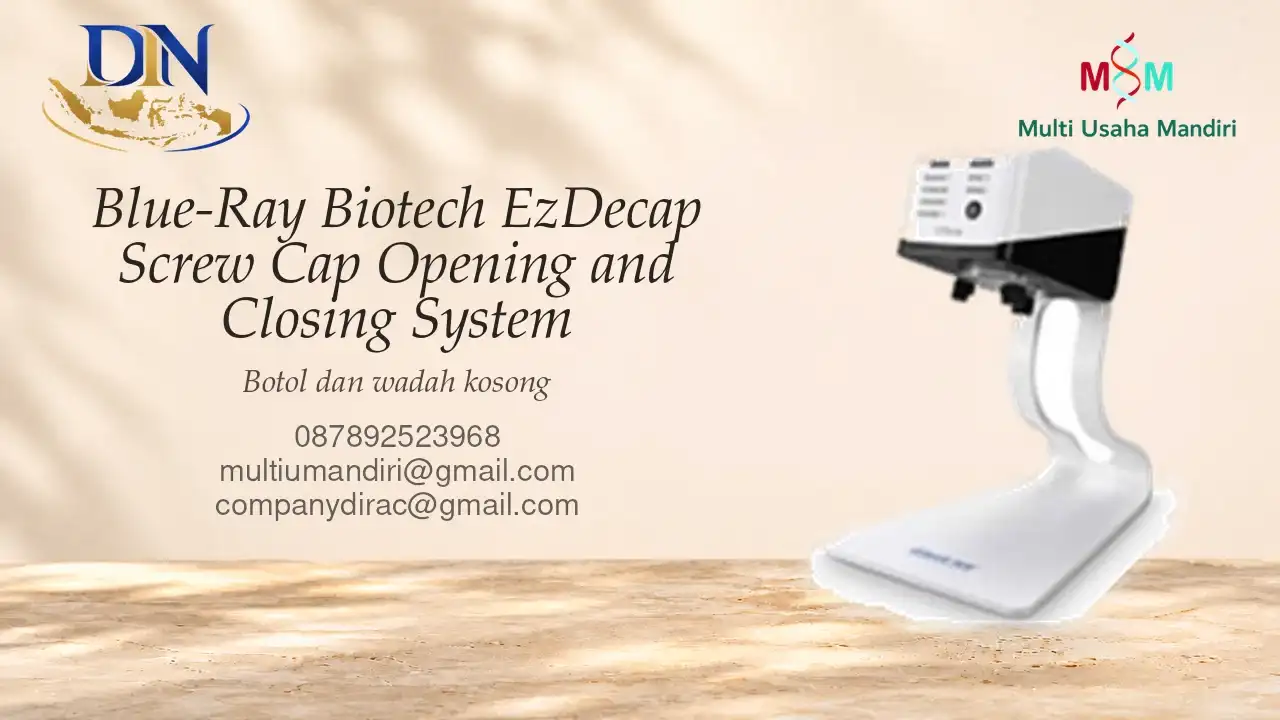 DN
MSM
Multi Usaha Mandiri
Blue-Ray Biotech EzDecap
Screw Cap Opening and
Closing System
Botol dan wadah kosong
087892523968
multiumandiri@gmail.com
companydirac@gmail.com